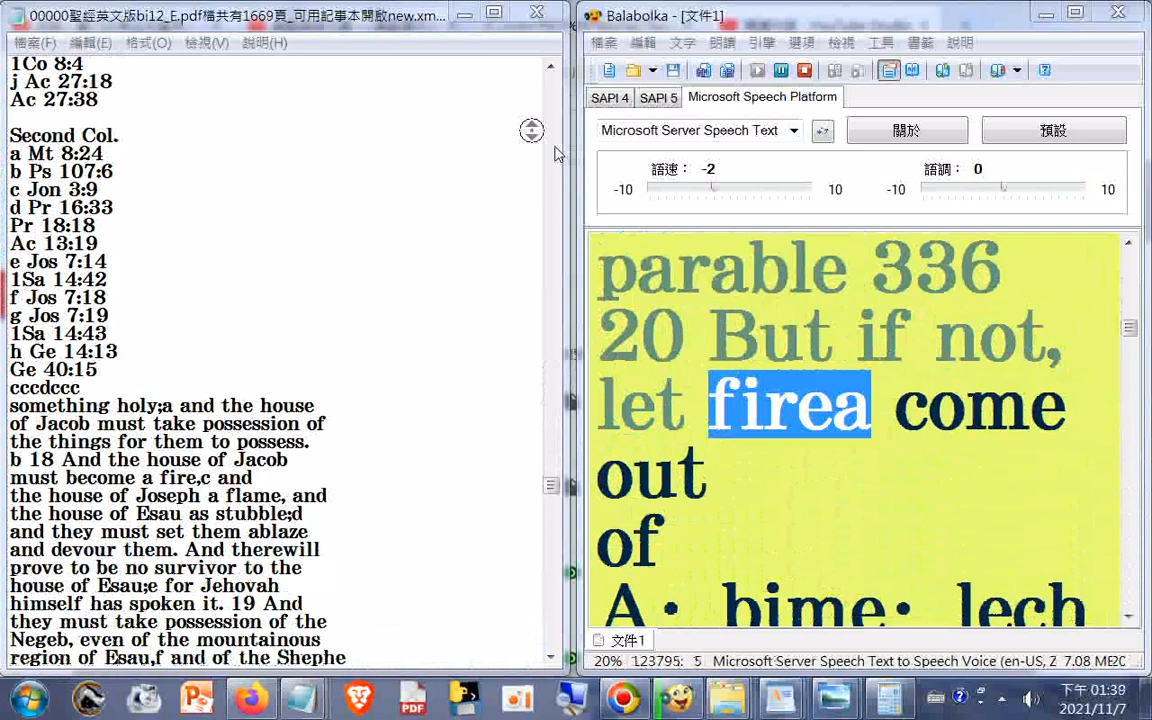 00000聖經英文版bi12_E.pdf檔共有1669頁_可用記事本開啟new.xm...
檔案(F) 編輯(E) 格式(O) 檢視(V) 說明(H)
1Co 8:4
j Ac 27:18
Ac 27:38
Second Col.
a Mt 8:24
b Ps 107:6
c Jon 3:9
d Pr 16:33
Pr 18:18
Ac 13:19
e Jos 7:14
1Sa 14:42
f Jos 7:18
g Jos 7:19
1Sa 14:43
h Ge 14:13
Ge 40:15
cccdccc
something holy;a and the house
of Jacob must take possession of
the things for them to possess.
b 18 And the house of Jacob
must become a fire,c and
the house of Joseph a flame, and
the house of Esau as stubble;d
and they must set them ablaze
and devour them. And therewill
prove to be no survivor to the
house of Esau;e for Jehovah
himself has spoken it. 19 And
they must take possession of the
Negeb, even of the mountainous
region of Esau,f and of the Shephe
Balabolka - [文件1]
檔案 編輯 文字 朗讀 引擎 選項 檢視 工具 書籤 說明
SAPI 4 SAPI 5 Microsoft Speech Platform
Microsoft Server Speech Text 關於 預設
語速： -2 語調： 0
-10 10 -10 10
parable 336
20 But if not,
let firea come
out
of
A· bime· lech
文件1
20% 123795: 5 Microsoft Server Speech Text to Speech Voice (en-US, Z 7.08 ME
PDF
下午 01:39
2021/11/7